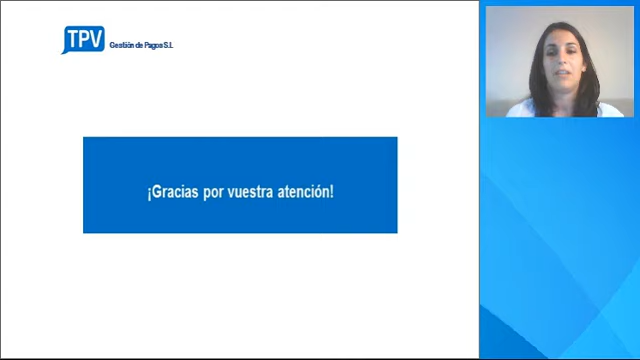 TPV
Gestión de Pagos S.L
¡Gracias por vuestra atención!